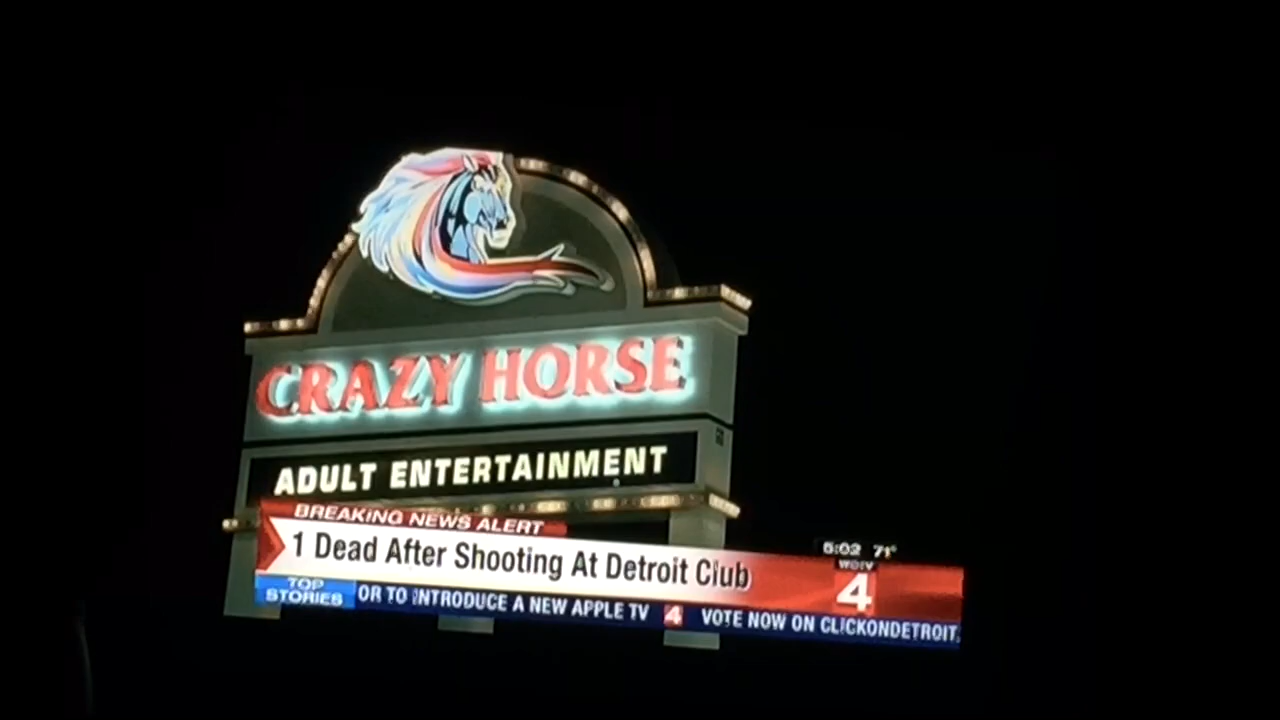 CRAZY HORSE
ADULT ENTERTAINMENT
BREAKING NEWS ALERT
1 Dead After Shooting At Detroit Club
5:02 71°
WDIV
4
TOP STORIES
OR TO INTRODUCE A NEW APPLE TV 4 VOTE NOW ON CLICKONDETROIT.